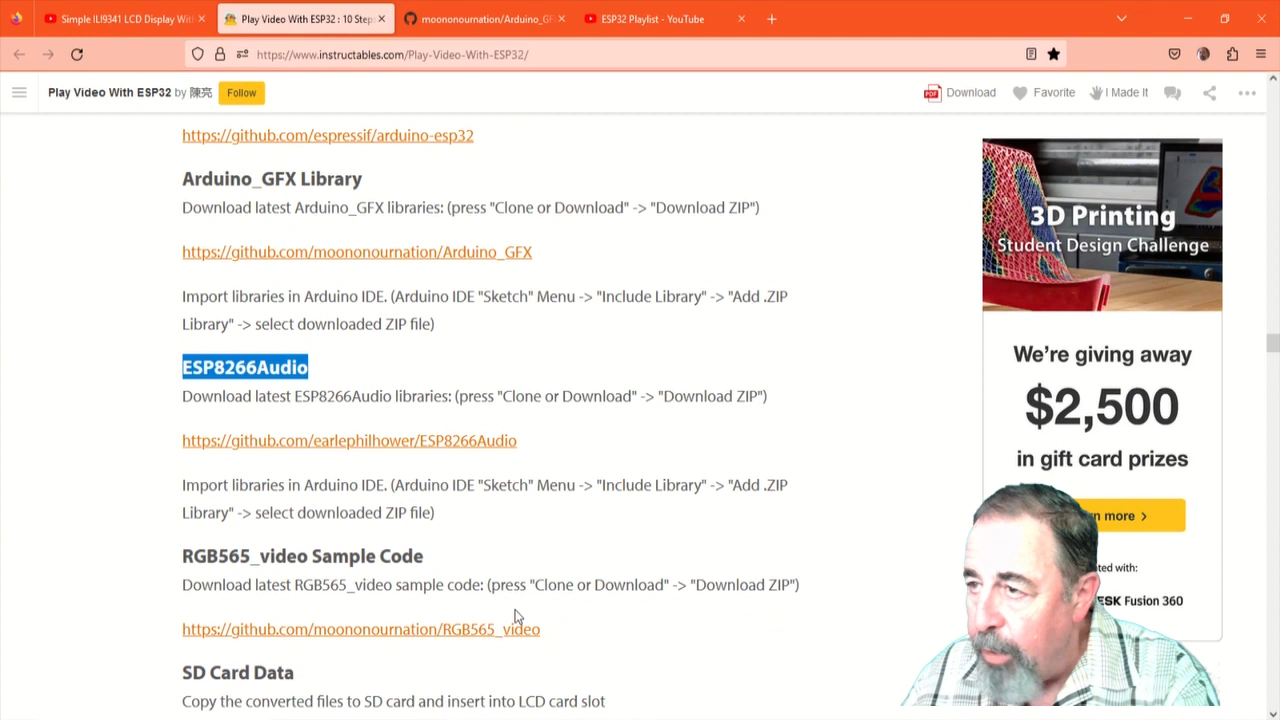 Simple ILI9341 LCD Display Wit
Play Video With ESP32 : 10 Step
moononournation/Arduino_GF
ESP32 Playlist - YouTube
https://www.instructables.com/Play-Video-With-ESP32/
Play Video With ESP32 by 陳亮
Follow
PDF
Download
Favorite
I Made It
https://github.com/espressif/arduino-esp32
Arduino_GFX Library
Download latest Arduino_GFX libraries: (press "Clone or Download" -> "Download ZIP")
https://github.com/moononournation/Arduino_GFX
Import libraries in Arduino IDE. (Arduino IDE "Sketch" Menu -> "Include Library" -> "Add .ZIP
Library" -> select downloaded ZIP file)
ESP8266Audio
Download latest ESP8266Audio libraries: (press "Clone or Download" -> "Download ZIP")
https://github.com/earlephilhower/ESP8266Audio
Import libraries in Arduino IDE. (Arduino IDE "Sketch" Menu -> "Include Library" -> "Add .ZIP
Library" -> select downloaded ZIP file)
RGB565_video Sample Code
Download latest RGB565_video sample code: (press "Clone or Download" -> "Download ZIP")
https://github.com/moononournation/RGB565_video
SD Card Data
Copy the converted files to SD card and insert into LCD card slot
3D Printing
Student Design Challenge
We're giving away
$2,500
in gift card prizes
more
with:
Fusion 360